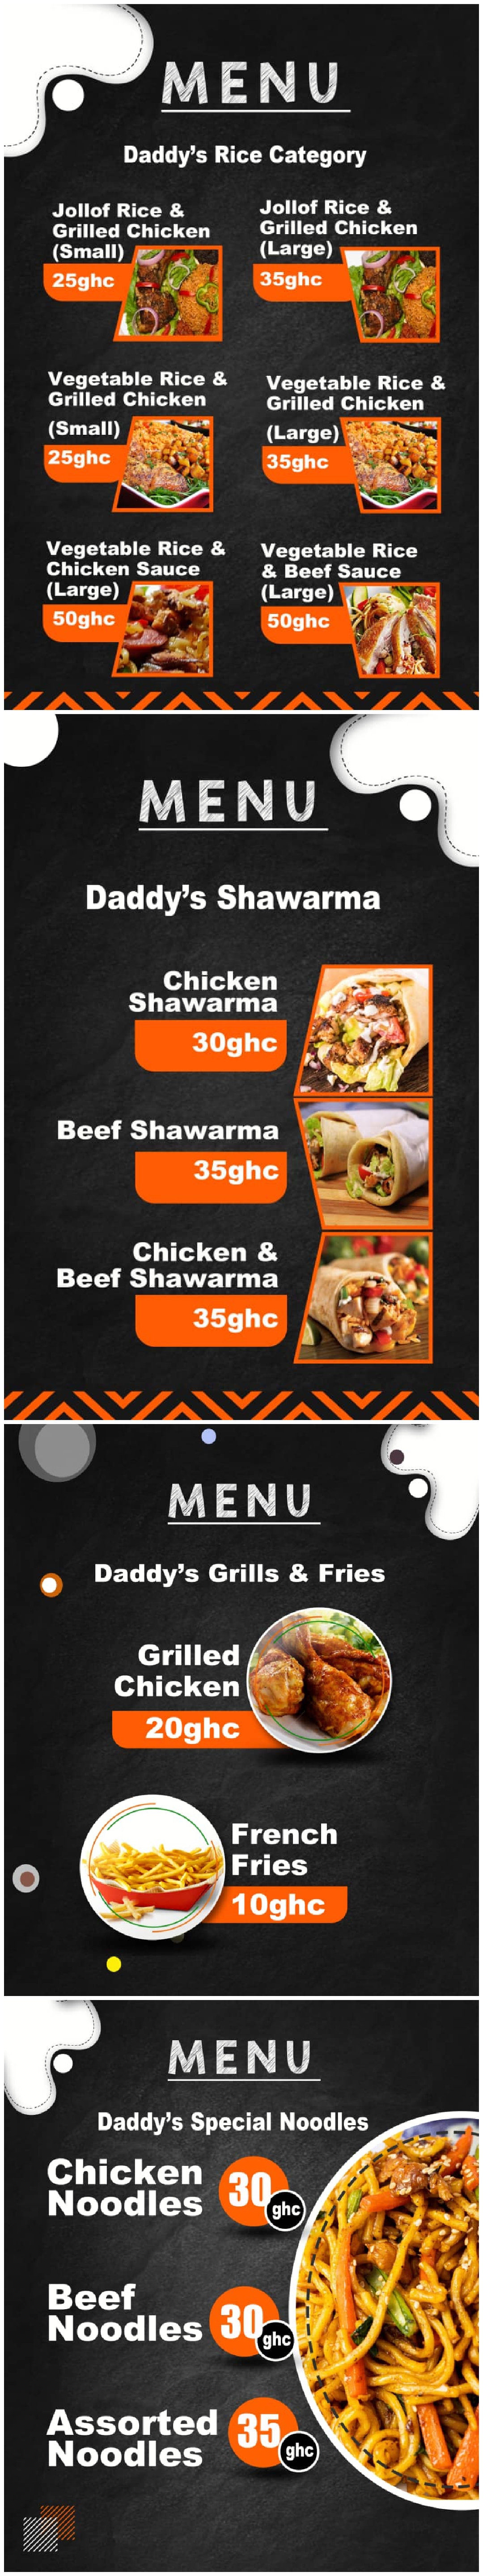 MENU
Daddy's Rice Category
Jollof Rice &
Grilled Chicken
(Small)
25ghc
Jollof Rice &
Grilled Chicken
(Large)
35ghc
Vegetable Rice &
Grilled Chicken
(Small)
25ghc
Vegetable Rice &
Grilled Chicken
(Large)
35ghc
Vegetable Rice &
Chicken Sauce
(Large)
50ghc
Vegetable Rice
& Beef Sauce
(Large)
50ghc
MENU
Daddy's Shawarma
Chicken
Shawarma
30ghc
Beef Shawarma
35ghc
Chicken &
Beef Shawarma
35ghc
MENU
Daddy's Grills & Fries
Grilled
Chicken
20ghc
French
Fries
10ghc
MENU
Daddy's Special Noodles
Chicken
Noodles
30
ghc
Beef
Noodles
30
ghc
Assorted
Noodles
35
ghc